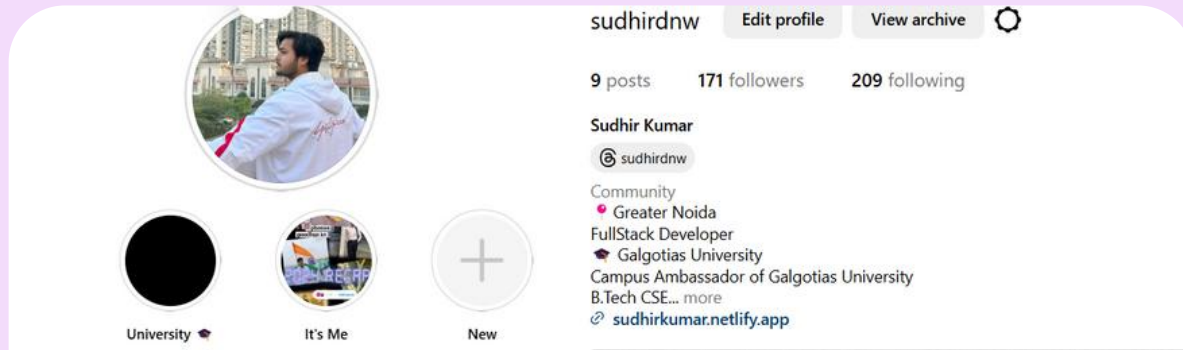 sudhirdnw Edit profile View archive
9 posts 171 followers 209 following
Sudhir Kumar
sudhirdnw
Community
📍 Greater Noida
FullStack Developer
🎓 Galgotias University
Campus Ambassador of Galgotias University
B.Tech CSE... more
sudhirkumar.netlify.app
University 🎓
It's Me
New